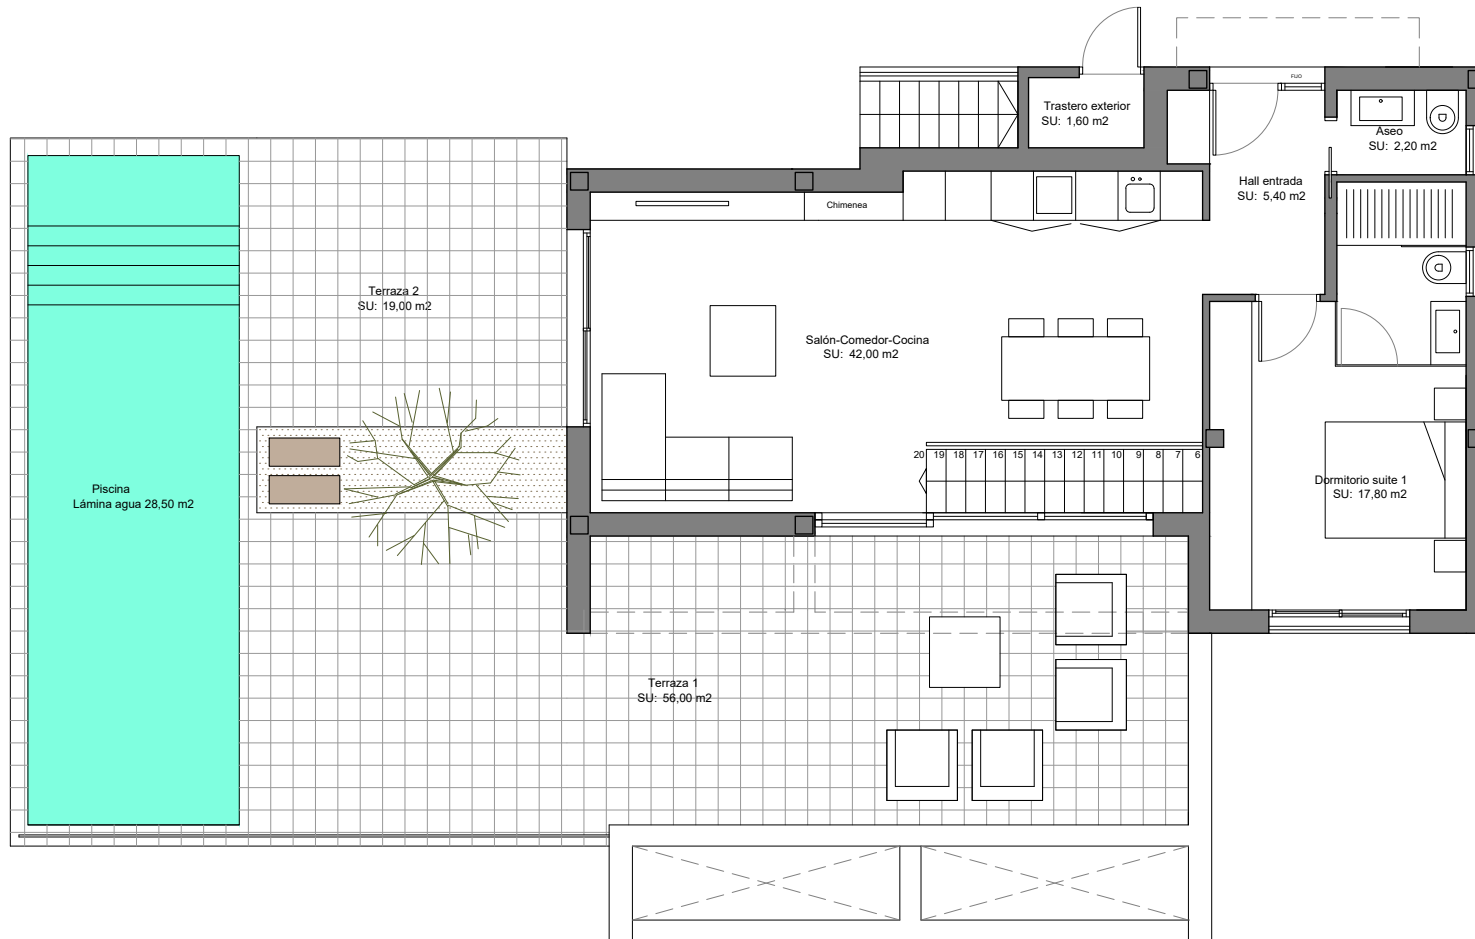 FIJO
Trastero exterior
SU: 1,60 m2
Aseo
SU: 2,20 m2
Hall entrada
SU: 5,40 m2
Chimenea
Terraza 2
SU: 19,00 m2
Salón-Comedor-Cocina
SU: 42,00 m2
20 19 18 17 16 15 14 13 12 11 10 9 8 7 6
Piscina
Lámina agua 28,50 m2
Dormitorio suite 1
SU: 17,80 m2
Terraza 1
SU: 56,00 m2